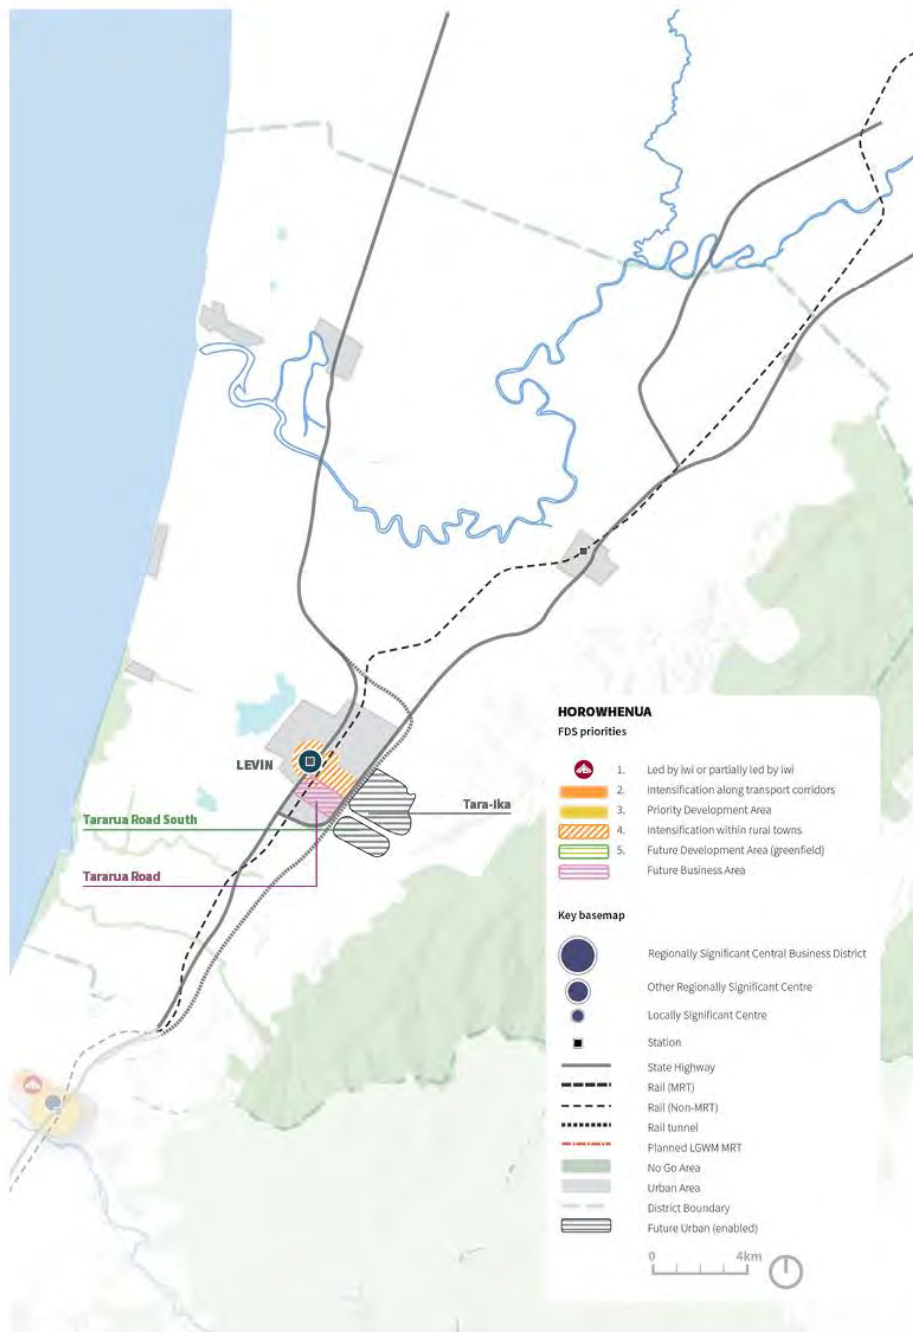 LEVIN
Tararua Road South
Tara-Ika
Tararua Road
HOROWHENUA
FDS priorities
1. Led by iwi or partially led by iwi
2. Intensification along transport corridors
3. Priority Development Area
4. Intensification within rural towns
5. Future Development Area (greenfield)
Future Business Area
Key basemap
Regionally Significant Central Business District
Other Regionally Significant Centre
Locally Significant Centre
Station
State Highway
Rail (MRT)
Rail (Non-MRT)
Rail tunnel
Planned LGWM MRT
No Go Area
Urban Area
District Boundary
Future Urban (enabled)
0 4km